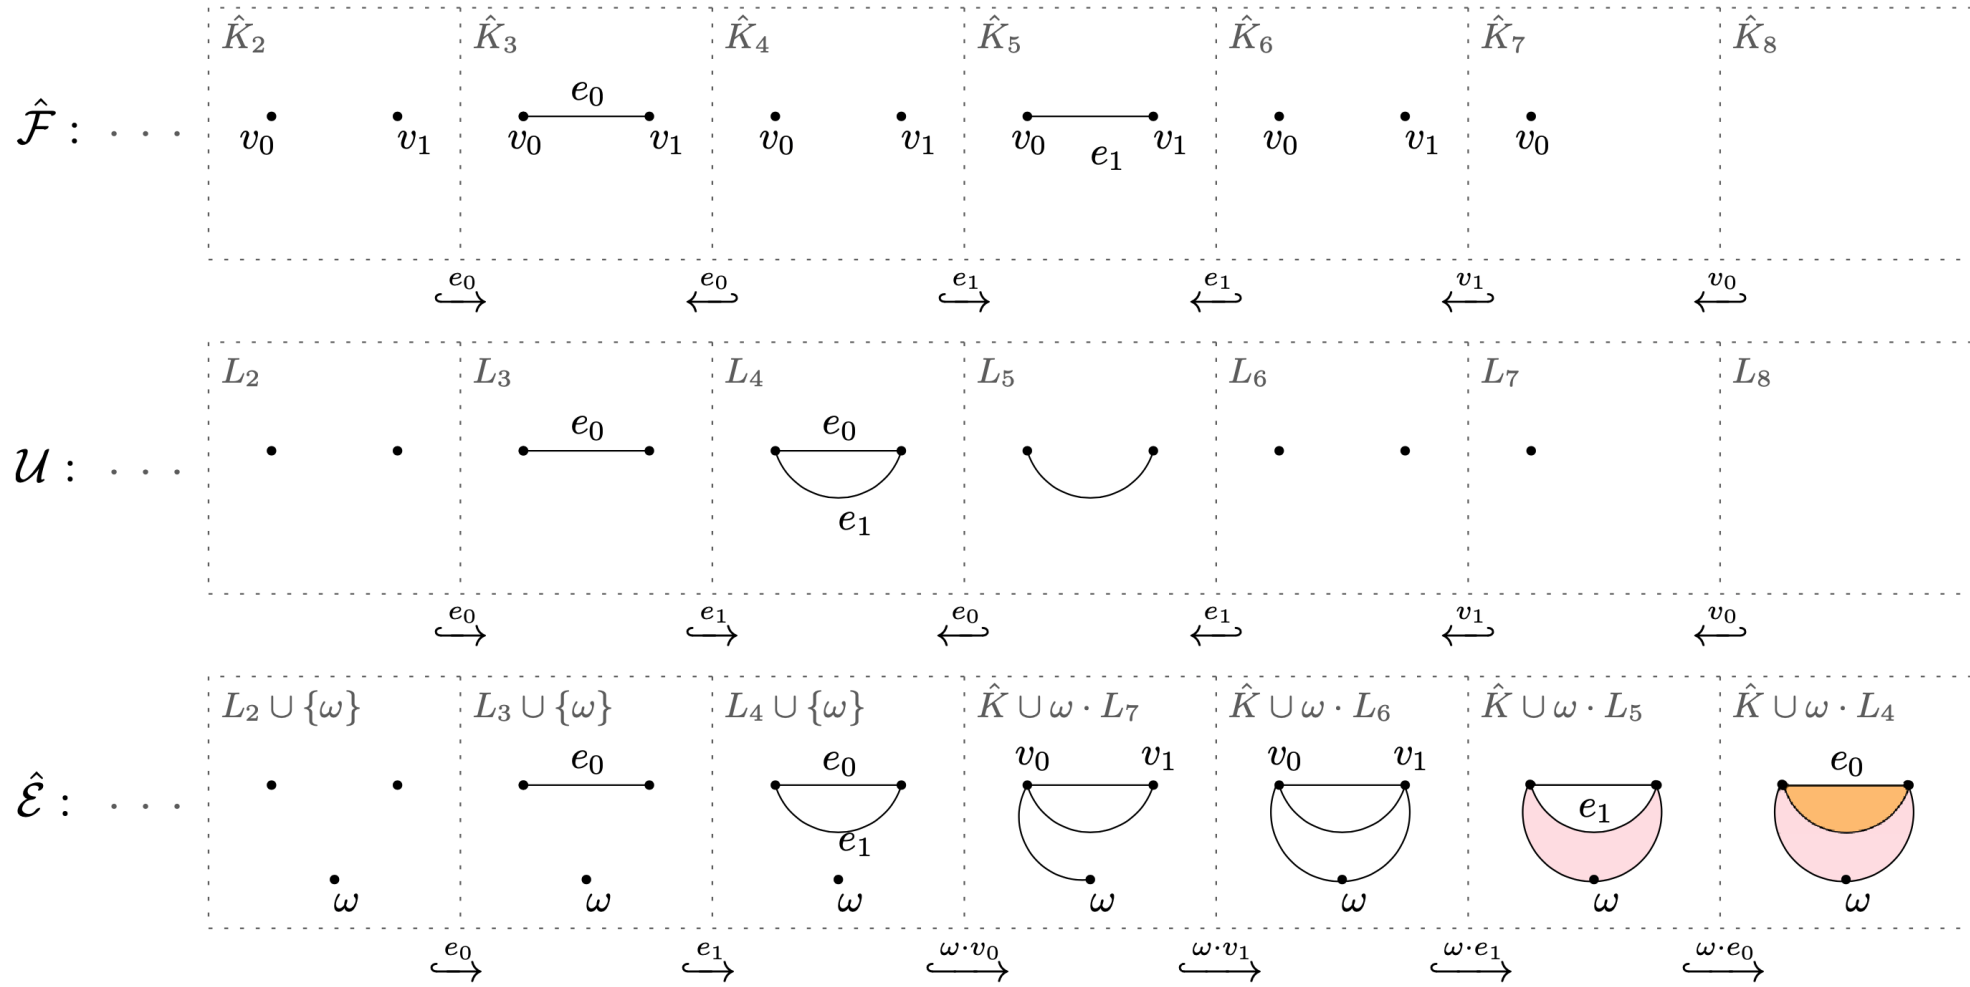 K̂₂ K̂₃ K̂₄ K̂₅ K̂₆ K̂₇ K̂₈
e₀
F̂ : · · ·
v₀ v₁ v₀ v₁ v₀ v₁ v₀ v₁ v₀ v₁ v₀
e₁
e₀ e₀ e₁ e₁ v₁ v₀
↪ ↩ ↪ ↩ ↩ ↩
L₂ L₃ L₄ L₅ L₆ L₇ L₈
e₀ e₀
U : · · ·
e₁
e₀ e₁ e₀ e₁ v₁ v₀
↪ ↪ ↩ ↩ ↩ ↩
L₂ ∪ {ω} L₃ ∪ {ω} L₄ ∪ {ω} K̂ ∪ ω · L₇ K̂ ∪ ω · L₆ K̂ ∪ ω · L₅ K̂ ∪ ω · L₄
e₀ e₀ v₀ v₁ v₀ v₁ e₀
Ê : · · ·
e₁ e₁
ω ω ω ω ω ω ω
e₀ e₁ ω·v₀ ω·v₁ ω·e₁ ω·e₀
↪ ↪ ↪ ↪ ↪ ↪